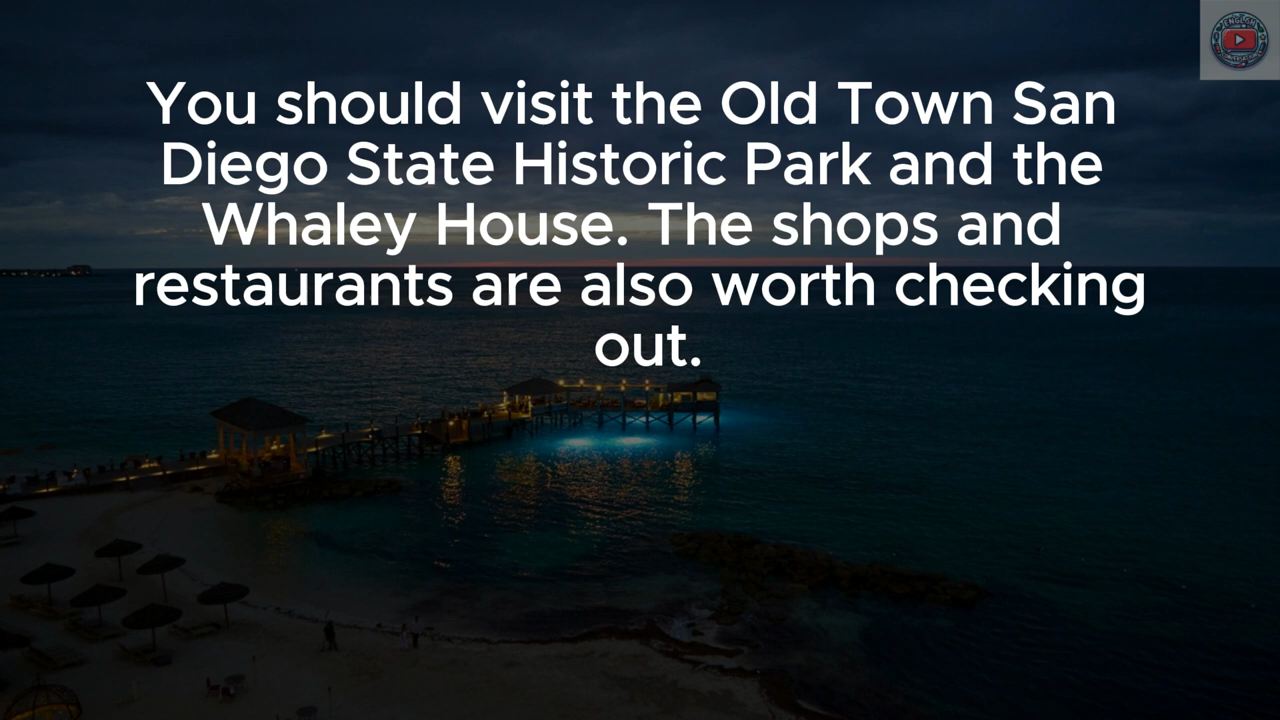 You should visit the Old Town San
Diego State Historic Park and the
Whaley House. The shops and
restaurants are also worth checking
out.
ENGLISH